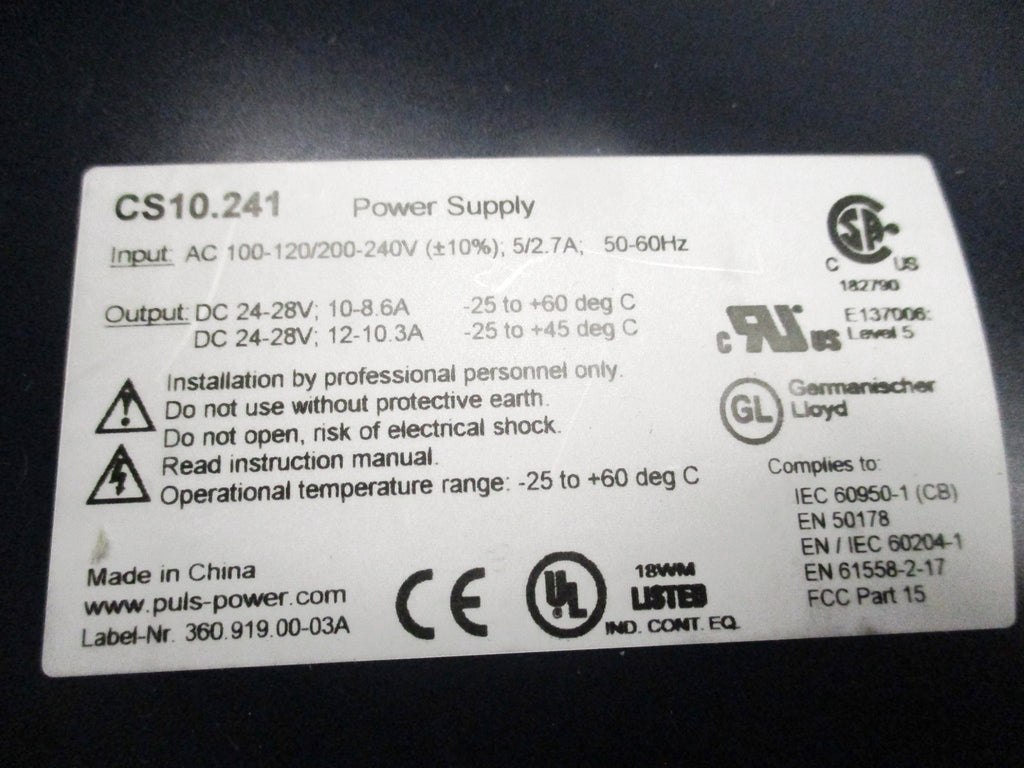 CS10.241 Power Supply
Input: AC 100-120/200-240V (±10%); 5/2.7A; 50-60Hz
Output: DC 24-28V; 10-8.6A -25 to +60 deg C
DC 24-28V; 12-10.3A -25 to +45 deg C
Installation by professional personnel only.
Do not use without protective earth.
Do not open, risk of electrical shock.
Read instruction manual.
Operational temperature range: -25 to +60 deg C
Made in China
www.puls-power.com
Label-Nr. 360.919.00-03A
CE
UL
18WM
LISTED
IND. CONT. EQ.
SA
C US
182790
c RU us
E137006:
Level 5
GL
Germanischer
Lloyd
Complies to:
IEC 60950-1 (CB)
EN 50178
EN / IEC 60204-1
EN 61558-2-17
FCC Part 15